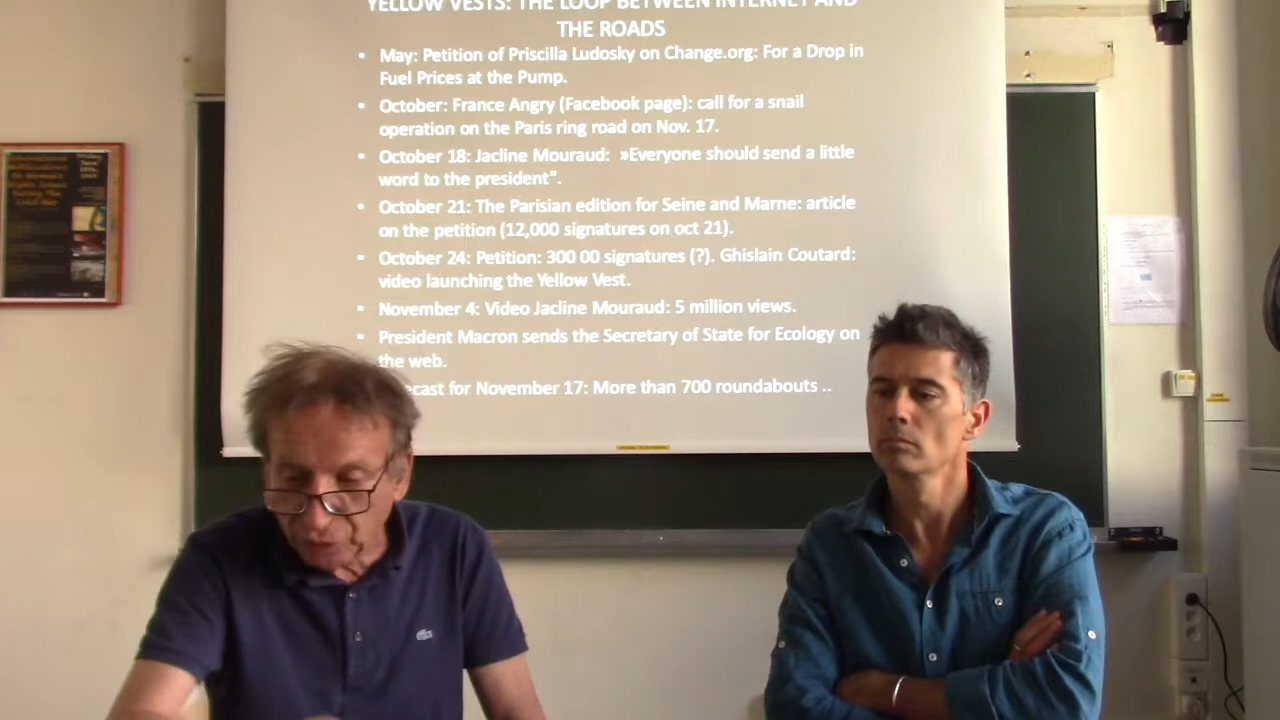 YELLOW VESTS: THE LOOP BETWEEN INTERNET AND
THE ROADS
• May: Petition of Priscilla Ludosky on Change.org: For a Drop in
Fuel Prices at the Pump.
• October: France Angry (Facebook page): call for a snail
operation on the Paris ring road on Nov. 17.
• October 18: Jacline Mouraud:  »Everyone should send a little
word to the president".
• October 21: The Parisian edition for Seine and Marne: article
on the petition (12,000 signatures on oct 21).
• October 24: Petition: 300 00 signatures (?). Ghislain Coutard:
video launching the Yellow Vest.
• November 4: Video Jacline Mouraud: 5 million views.
• President Macron sends the Secretary of State for Ecology on
the web.
for November 17: More than 700 roundabouts ..